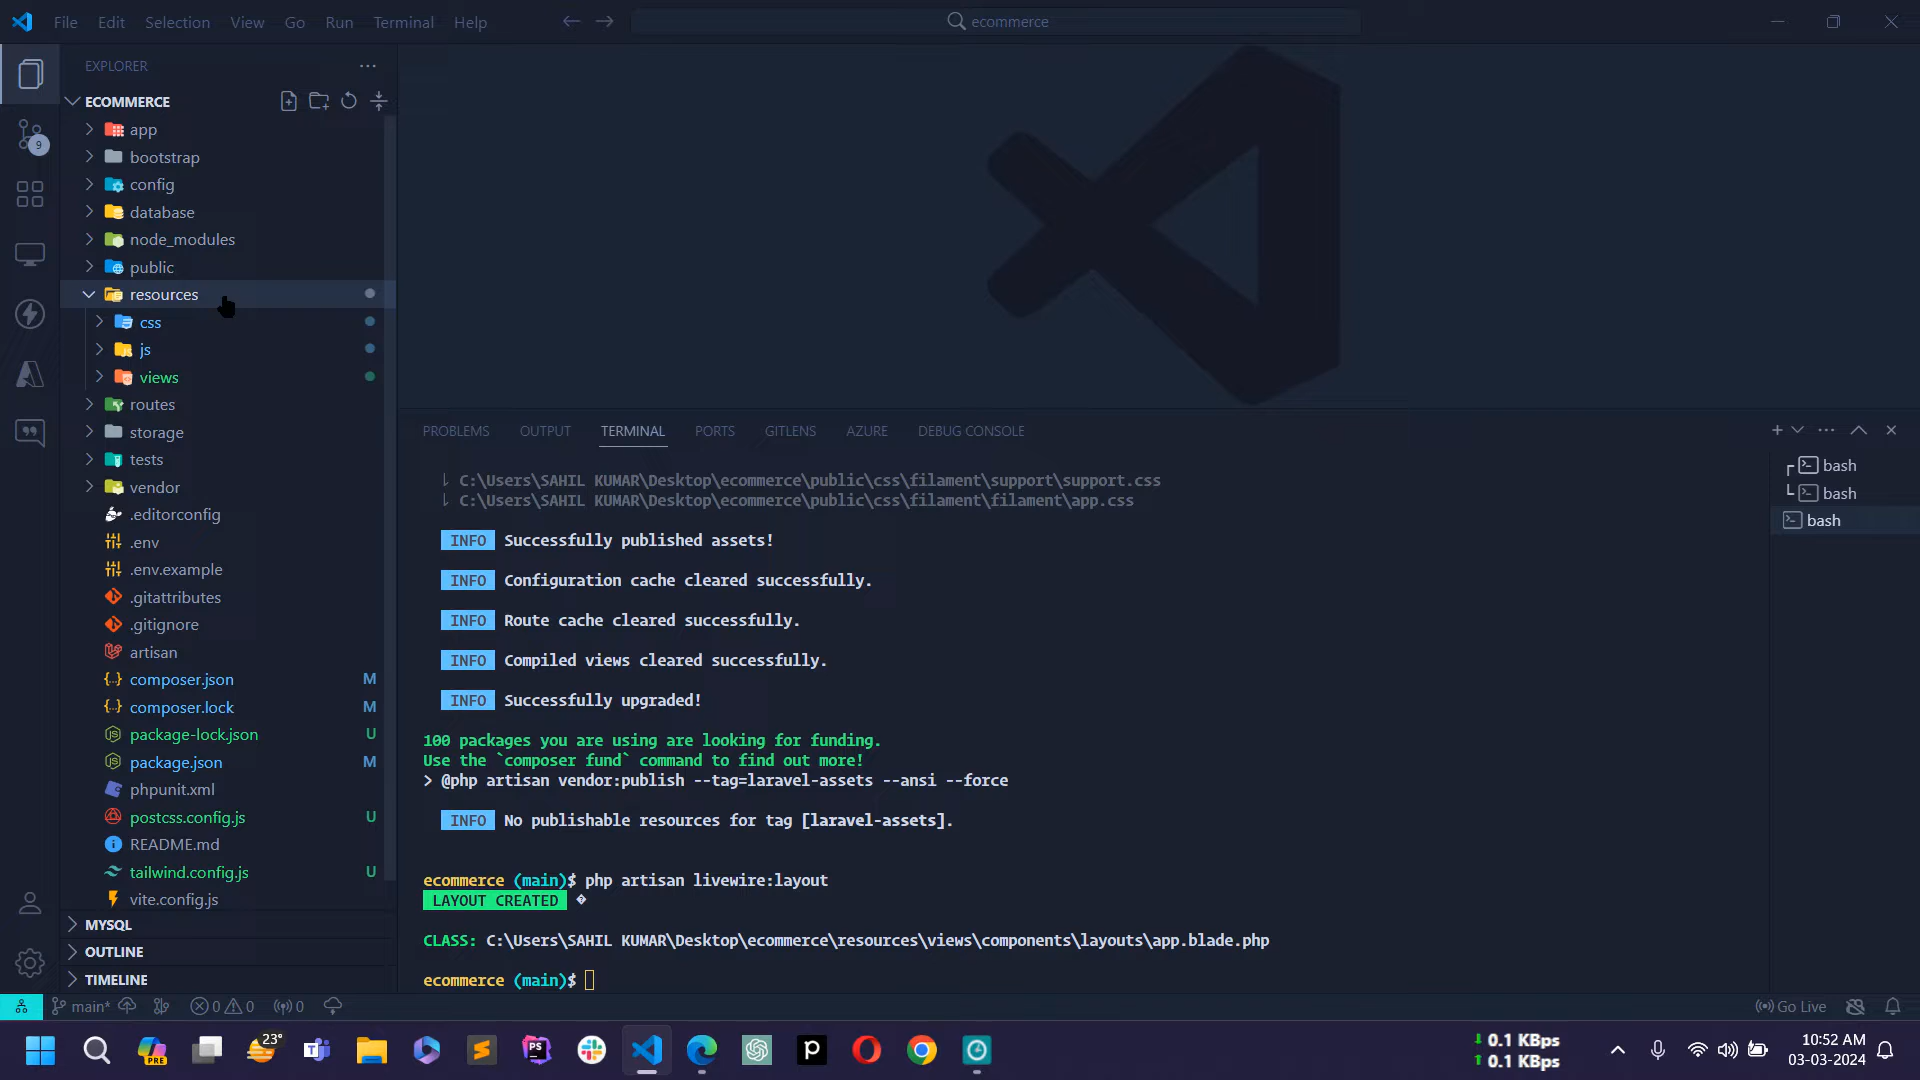 File Edit Selection View Go Run Terminal Help
ecommerce
EXPLORER
ECOMMERCE
app
bootstrap
config
database
node_modules
public
resources
css
js
views
routes
storage
tests
vendor
.editorconfig
.env
.env.example
.gitattributes
.gitignore
artisan
composer.json M
composer.lock M
package-lock.json U
package.json M
phpunit.xml
postcss.config.js U
README.md
tailwind.config.js U
vite.config.js
MYSQL
OUTLINE
TIMELINE
9
PROBLEMS OUTPUT TERMINAL PORTS GITLENS AZURE DEBUG CONSOLE
C:\Users\SAHIL KUMAR\Desktop\ecommerce\public\css\filament\support\support.css
C:\Users\SAHIL KUMAR\Desktop\ecommerce\public\css\filament\filament\app.css
INFO Successfully published assets!
INFO Configuration cache cleared successfully.
INFO Route cache cleared successfully.
INFO Compiled views cleared successfully.
INFO Successfully upgraded!
100 packages you are using are looking for funding.
Use the `composer fund` command to find out more!
> @php artisan vendor:publish --tag=laravel-assets --ansi --force
INFO No publishable resources for tag [laravel-assets].
ecommerce (main)$ php artisan livewire:layout
LAYOUT CREATED �
CLASS: C:\Users\SAHIL KUMAR\Desktop\ecommerce\resources\views\components\layouts\app.blade.php
ecommerce (main)$
bash
bash
bash
main* 0 0 0
Go Live
23°
PRE
PS
0.1 KBps
0.1 KBps
10:52 AM
03-03-2024